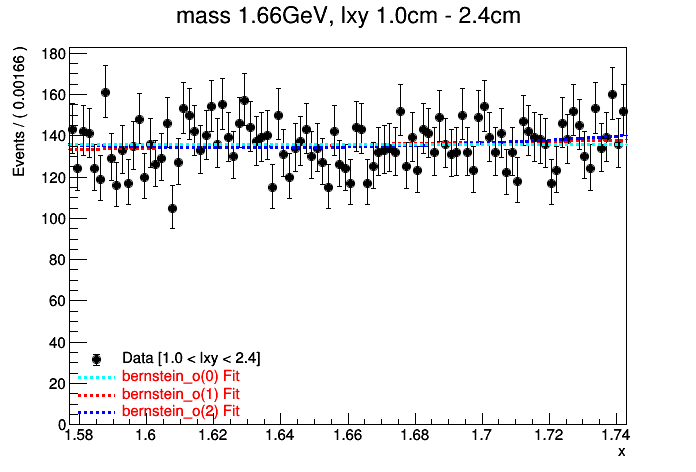 mass 1.66GeV, lxy 1.0cm - 2.4cm
Events / ( 0.00166 )
180
160
140
120
100
80
60
40
20
0
Data [1.0 < lxy < 2.4]
bernstein_o(0) Fit
bernstein_o(1) Fit
bernstein_o(2) Fit
1.58 1.6 1.62 1.64 1.66 1.68 1.7 1.72 1.74
x